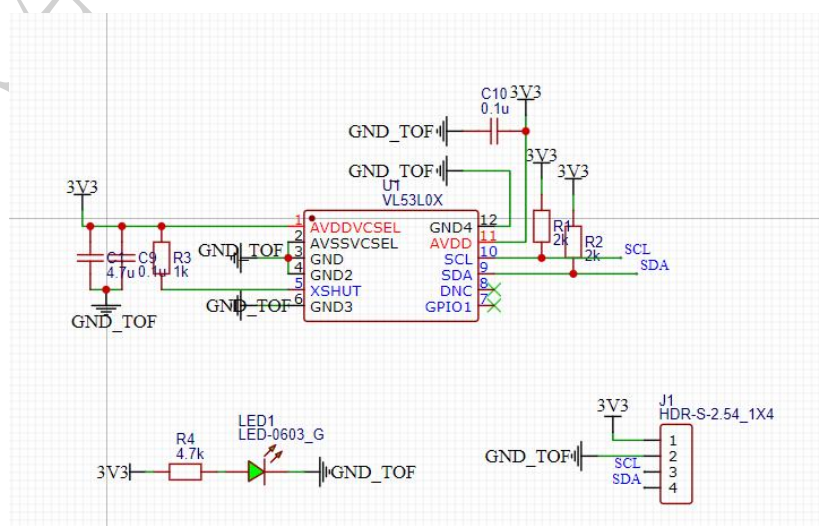 C10 3V3
0.1u
GND_TOF
GND_TOF
3V3
3V3
U1
VL53L0X
3V3
1 AVDDVCSEL GND4 12
2 AVSSVCSEL AVDD 11
3 GND SCL 10
4 GND2 SDA 9
5 XSHUT DNC 8
6 GND3 GPIO1 7
R1
2k
R2
2k
SCL
SDA
C1
4.7u
C9
0.1u
R3
1k
GND_TOF
GND_TOF
GND_TOF
LED1
LED-0603_G
R4
4.7k
3V3
GND_TOF
J1
HDR-S-2.54_1X4
3V3
GND_TOF
SCL
SDA
1
2
3
4